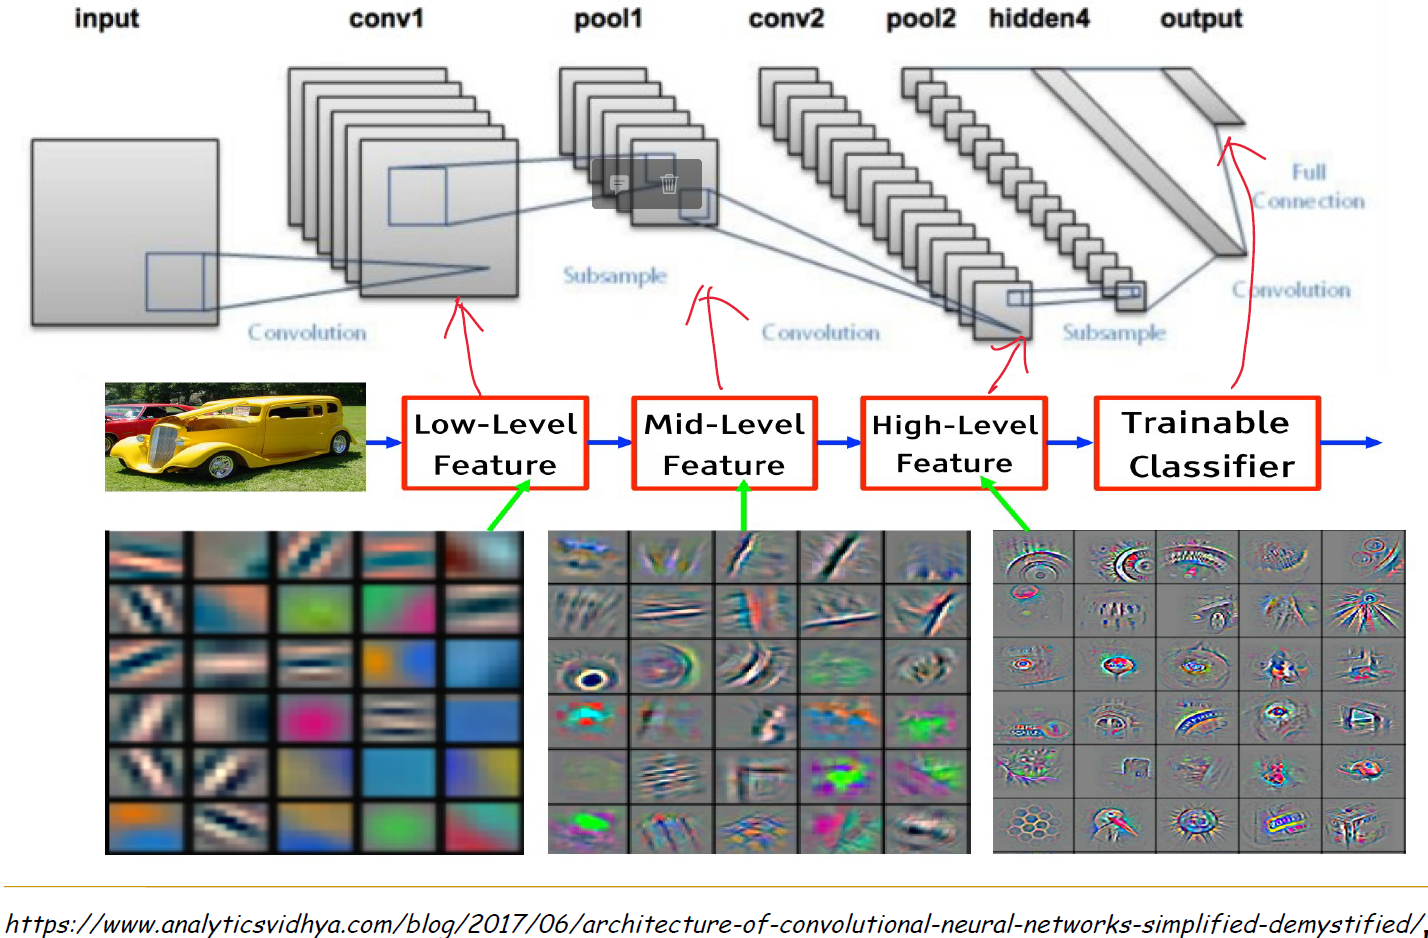 input conv1 pool1 conv2 pool2 hidden4 output
Full
Connection
Subsample
Convolution
Convolution
Convolution
Subsample
Low-Level
Feature
Mid-Level
Feature
High-Level
Feature
Trainable
Classifier
https://www.analyticsvidhya.com/blog/2017/06/architecture-of-convolutional-neural-networks-simplified-demystified/